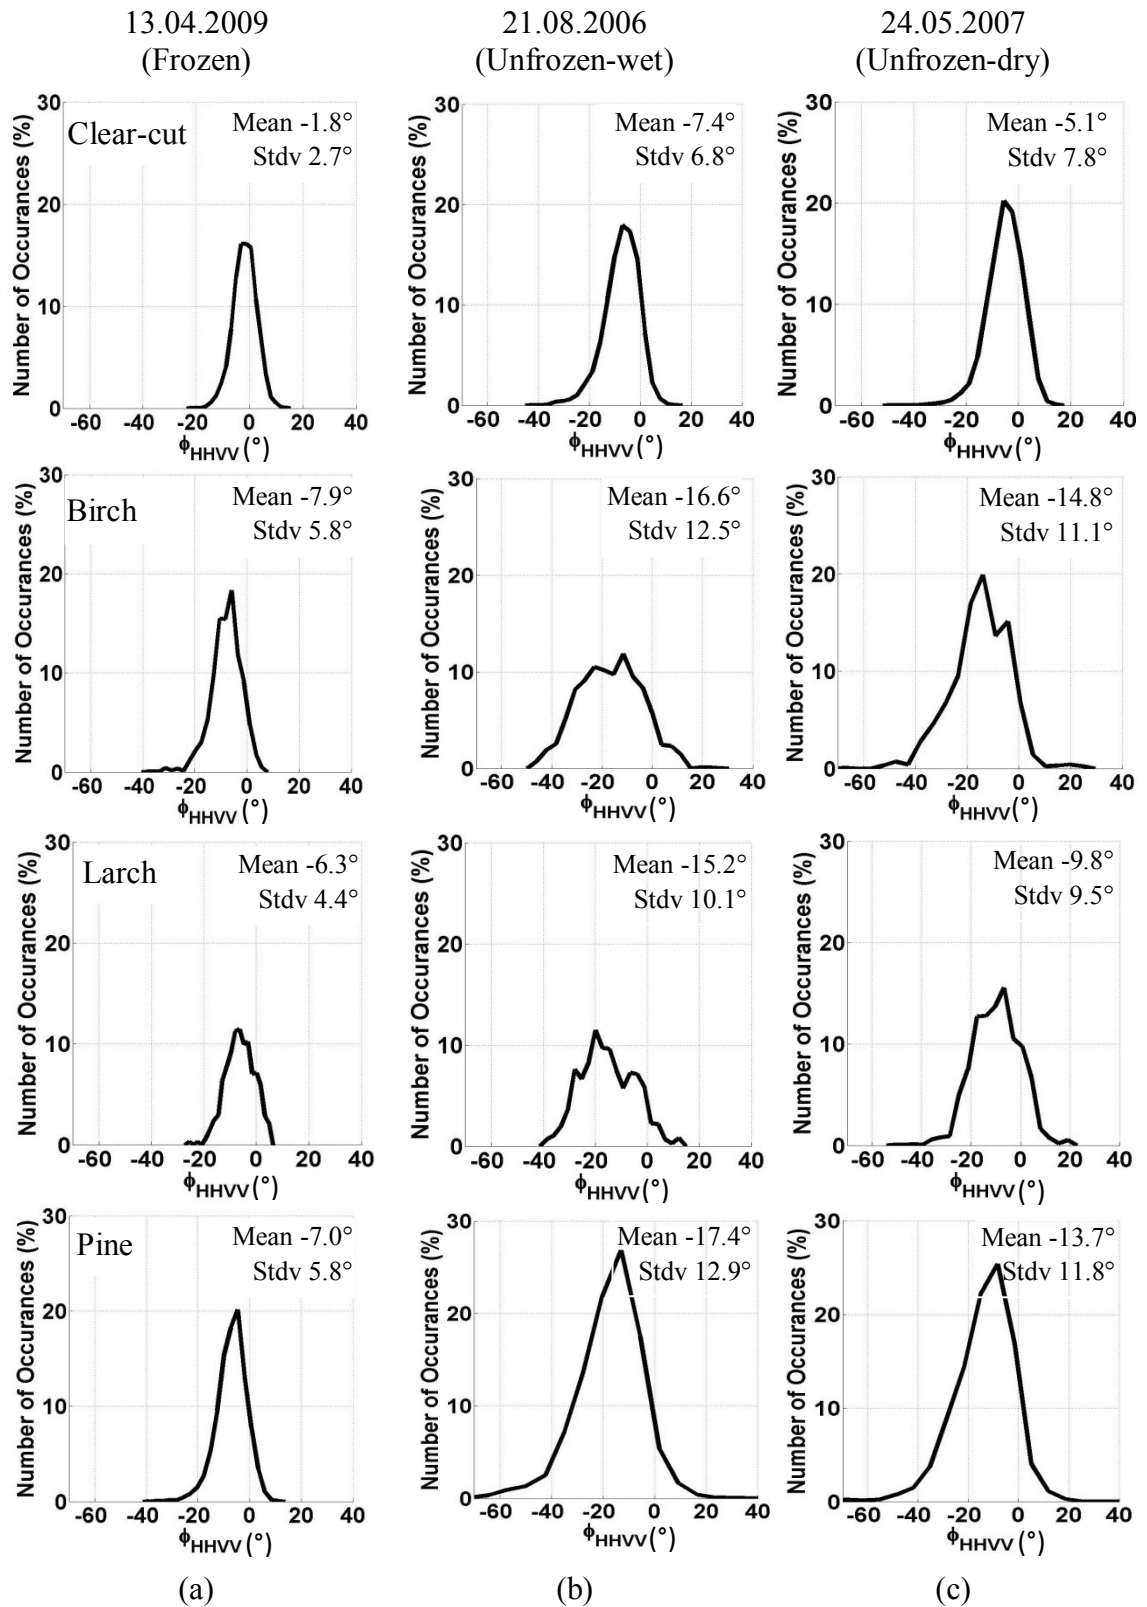 13.04.2009
(Frozen)
21.08.2006
(Unfrozen-wet)
24.05.2007
(Unfrozen-dry)
Number of Occurances (%)
30
20
10
0
Clear-cut
Mean -1.8°
Stdv 2.7°
-60 -40 -20 0 20 40
ϕHHVV (°)
Number of Occurances (%)
30
20
10
0
Mean -7.4°
Stdv 6.8°
-60 -40 -20 0 20 40
ϕHHVV (°)
Number of Occurances (%)
30
20
10
0
Mean -5.1°
Stdv 7.8°
-60 -40 -20 0 20 40
ϕHHVV (°)
Number of Occurances (%)
30
20
10
0
Birch
Mean -7.9°
Stdv 5.8°
-60 -40 -20 0 20 40
ϕHHVV (°)
Number of Occurances (%)
30
20
10
0
Mean -16.6°
Stdv 12.5°
-60 -40 -20 0 20 40
ϕHHVV (°)
Number of Occurances (%)
30
20
10
0
Mean -14.8°
Stdv 11.1°
-60 -40 -20 0 20 40
ϕHHVV (°)
Number of Occurances (%)
30
20
10
0
Larch
Mean -6.3°
Stdv 4.4°
-60 -40 -20 0 20 40
ϕHHVV (°)
Number of Occurances (%)
30
20
10
0
Mean -15.2°
Stdv 10.1°
-60 -40 -20 0 20 40
ϕHHVV (°)
Number of Occurances (%)
30
20
10
0
Mean -9.8°
Stdv 9.5°
-60 -40 -20 0 20 40
ϕHHVV (°)
Number of Occurances (%)
30
20
10
0
Pine
Mean -7.0°
Stdv 5.8°
-60 -40 -20 0 20 40
ϕHHVV (°)
Number of Occurances (%)
30
20
10
0
Mean -17.4°
Stdv 12.9°
-60 -40 -20 0 20 40
ϕHHVV (°)
Number of Occurances (%)
30
20
10
0
Mean -13.7°
Stdv 11.8°
-60 -40 -20 0 20 40
ϕHHVV (°)
(a)
(b)
(c)